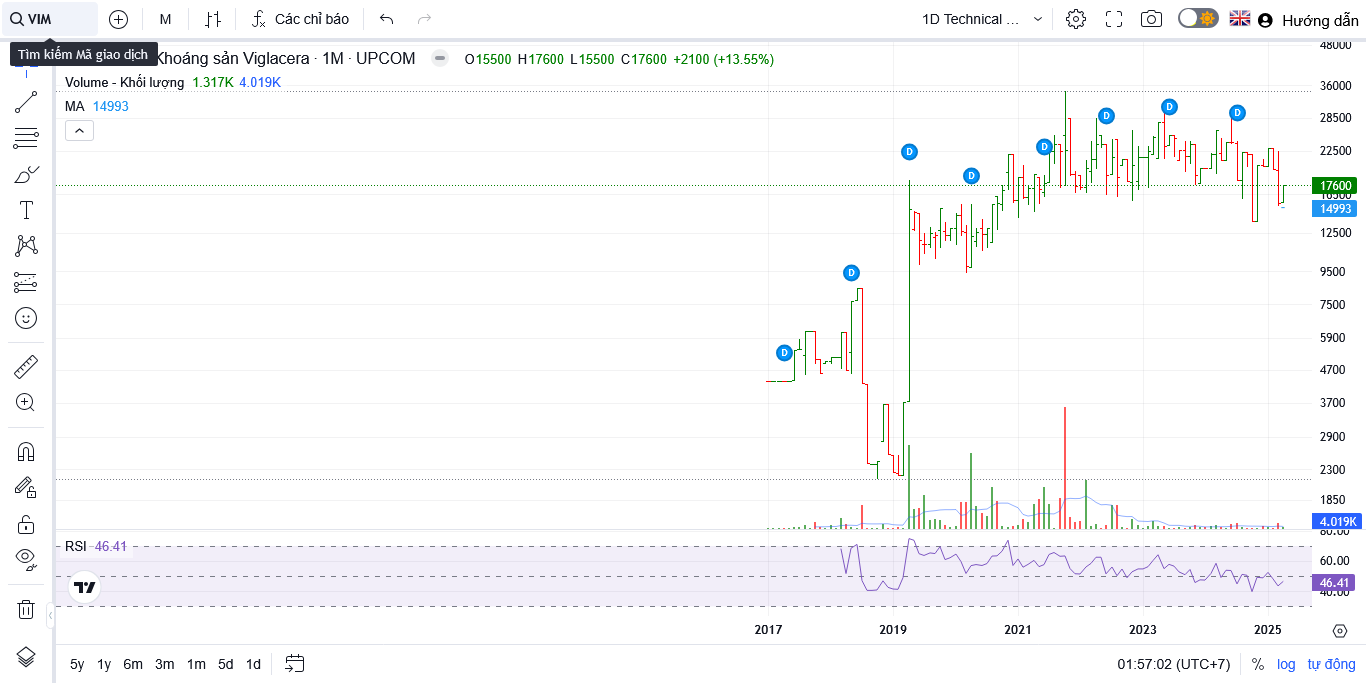 VIM
M
Các chỉ báo
1D Technical ...
Hướng dẫn
Tìm kiếm Mã giao dịch
Khoáng sản Viglacera · 1M · UPCOM
O15500 H17600 L15500 C17600 +2100 (+13.55%)
Volume - Khối lượng 1.317K 4.019K
MA 14993
48000
36000
28500
22500
17600
16500
14993
12500
9500
7500
5900
4700
3700
2900
2300
1850
4.019K
D
D
D
D
D
D
D
D
RSI 46.41
80.00
60.00
46.41
40.00
2017
2019
2021
2023
2025
5y 1y 6m 3m 1m 5d 1d
01:57:02 (UTC+7)
% log tự động